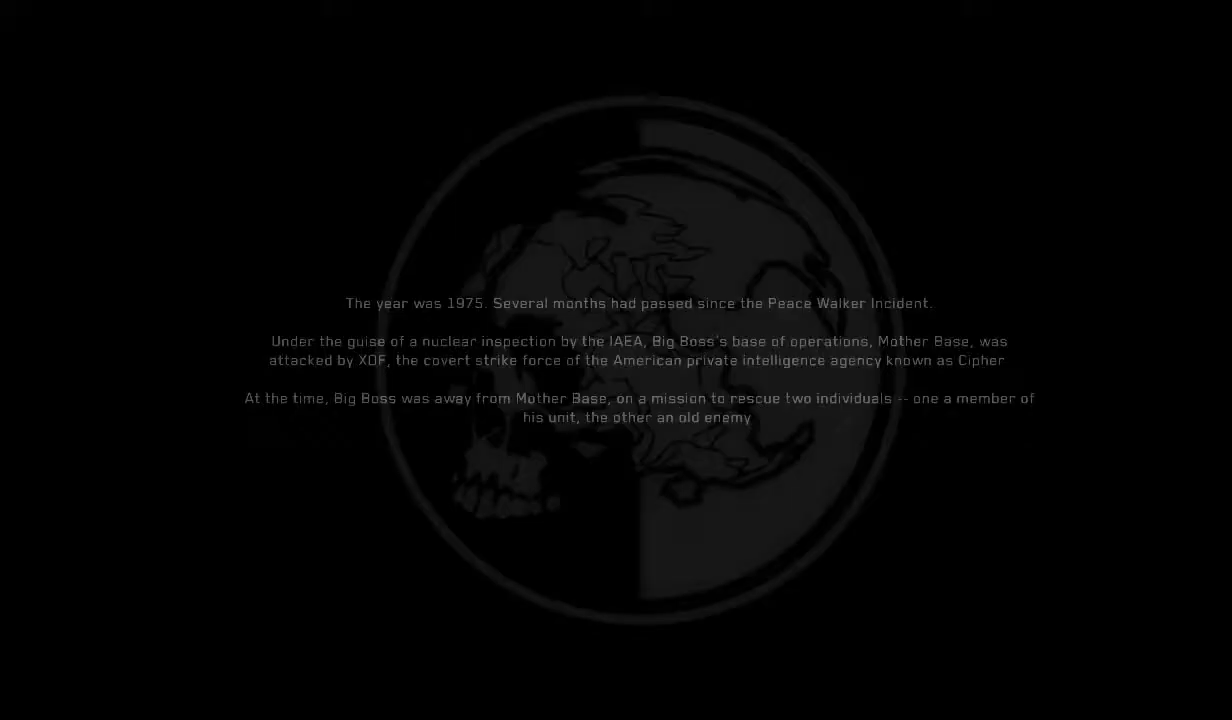 The year was 1975. Several months had passed since the Peace Walker Incident.
Under the guise of a nuclear inspection by the IAEA, Big Boss's base of operations, Mother Base, was
attacked by XOF, the covert strike force of the American private intelligence agency known as Cipher
At the time, Big Boss was away from Mother Base, on a mission to rescue two individuals -- one a member of
his unit, the other an old enemy